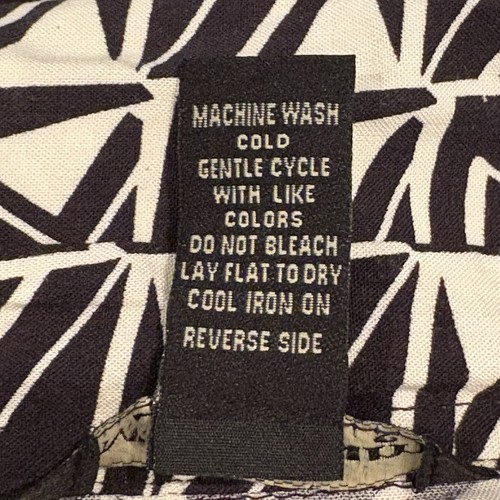 MACHINE WASH
COLD
GENTLE CYCLE
WITH LIKE
COLORS
DO NOT BLEACH
LAY FLAT TO DRY
COOL IRON ON
REVERSE SIDE